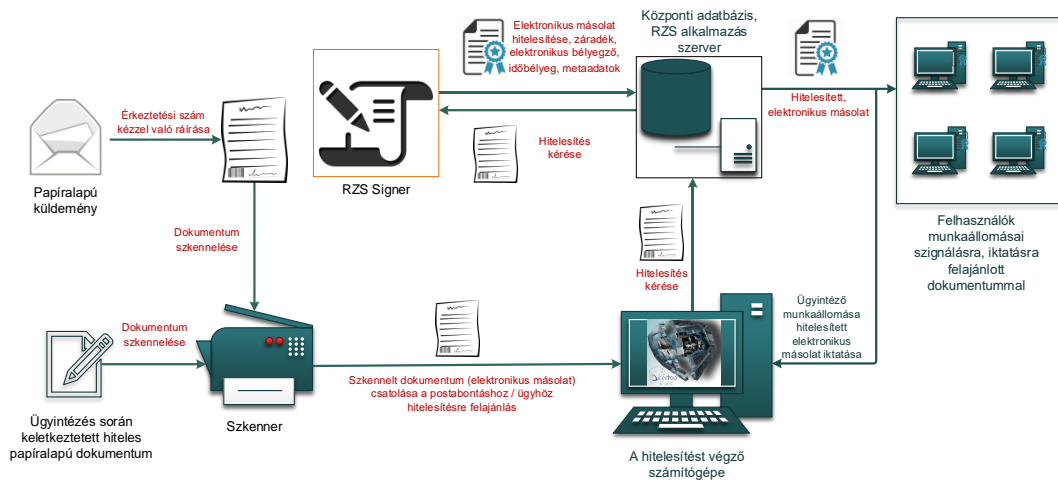 Elektronikus másolat
hitelesítése, záradék,
elektronikus bélyegző,
időbélyeg, metaadatok
Központi adatbázis,
RZS alkalmazás
szerver
Érkeztetési szám
kézzel való ráírása
Hitelesített,
elektronikus másolat
Hitelesítés
kérése
Papíralapú
küldemény
RZS Signer
Felhasználók
munkaállomásai
szignálásra, iktatásra
felajánlott
dokumentummal
Dokumentum
szkennelése
Hitelesítés
kérése
Ügyintéző
munkaállomása
hitelesített
elektronikus
másolat iktatása
Dokumentum
szkennelése
Szkennelt dokumentum (elektronikus másolat)
csatolása a postabontáshoz / ügyhöz
hitelesítésre felajánlás
Ügyintézés során
keletkeztetett hiteles
papíralapú dokumentum
Szkenner
A hitelesítést végző
számítógépe